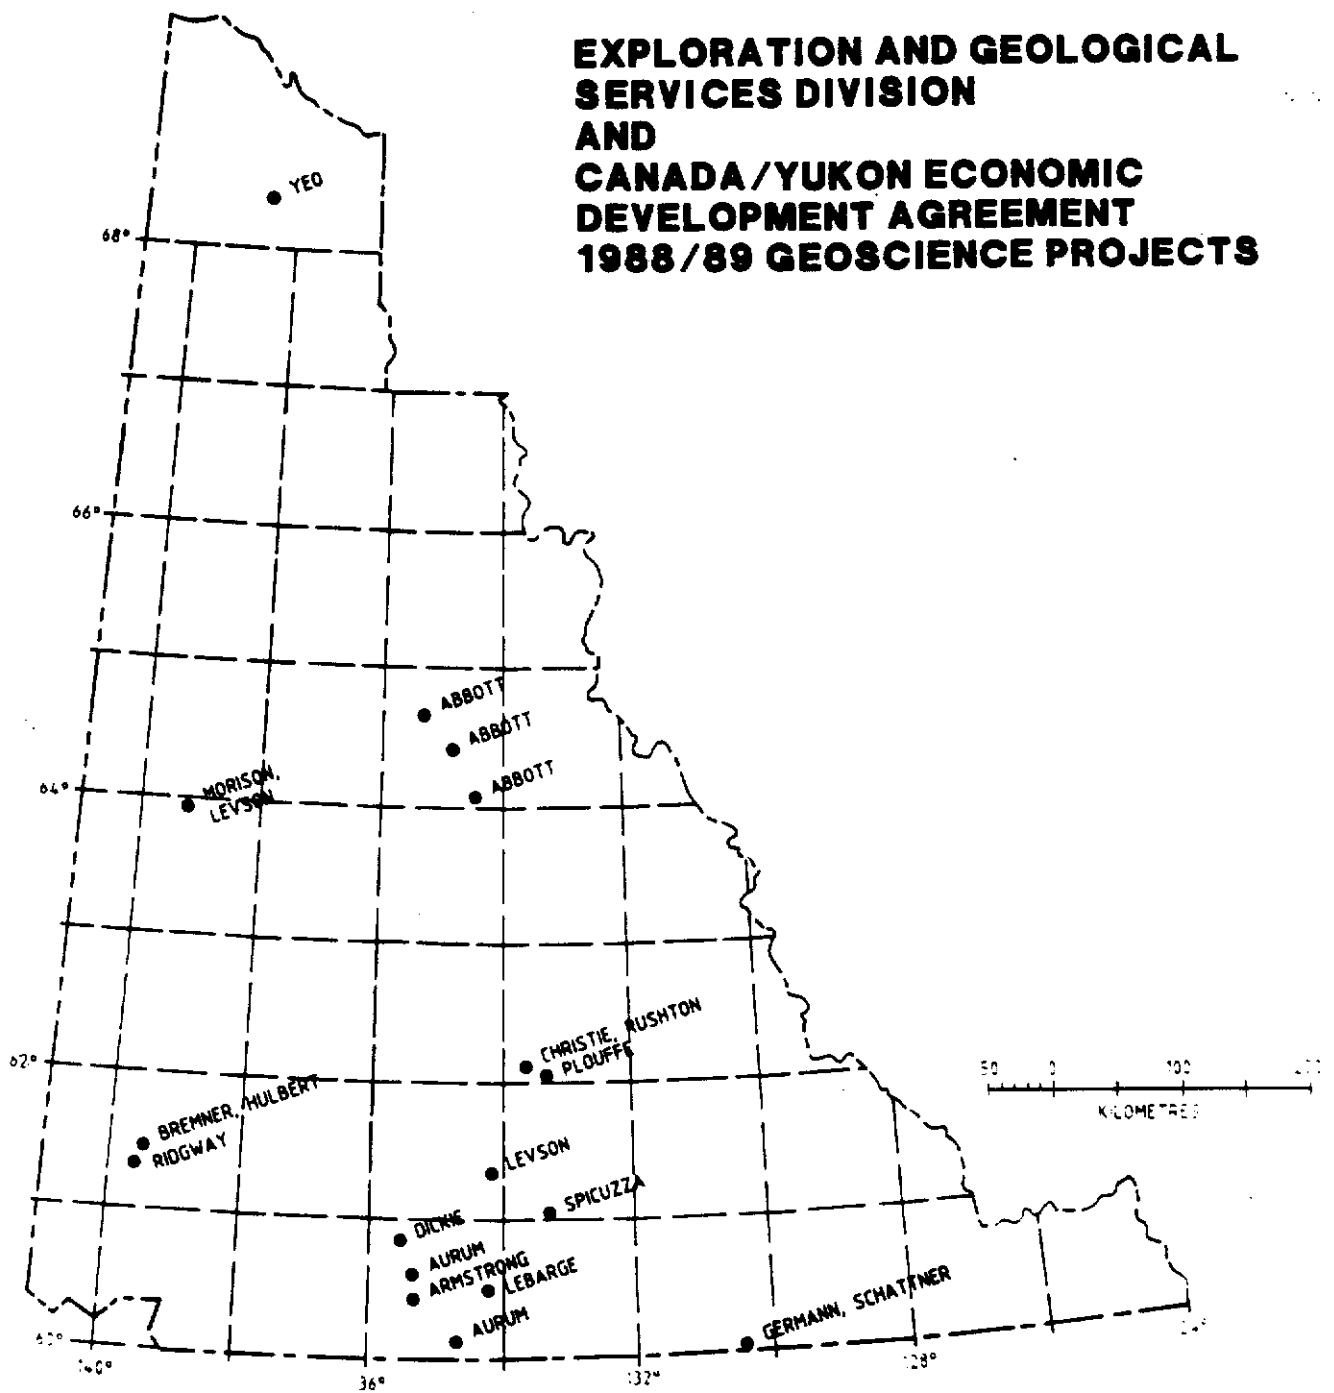 EXPLORATION AND GEOLOGICAL
SERVICES DIVISION
AND
CANADA/YUKON ECONOMIC
DEVELOPMENT AGREEMENT
1988/89 GEOSCIENCE PROJECTS
YEO
68°
66°
ABBOTT
ABBOTT
ABBOTT
64°
MORISON,
LEVSON
CHRISTIE, RUSHTON
PLOUFFE
62°
50 0 100
KILOMETRES
BREMNER, HULBERT
RIDGWAY
LEVSON
SPICUZZA
DICKIE
AURUM
ARMSTRONG
LEBARGE
AURUM
GERMANN, SCHATTNER
60°
140°
136°
132°
128°